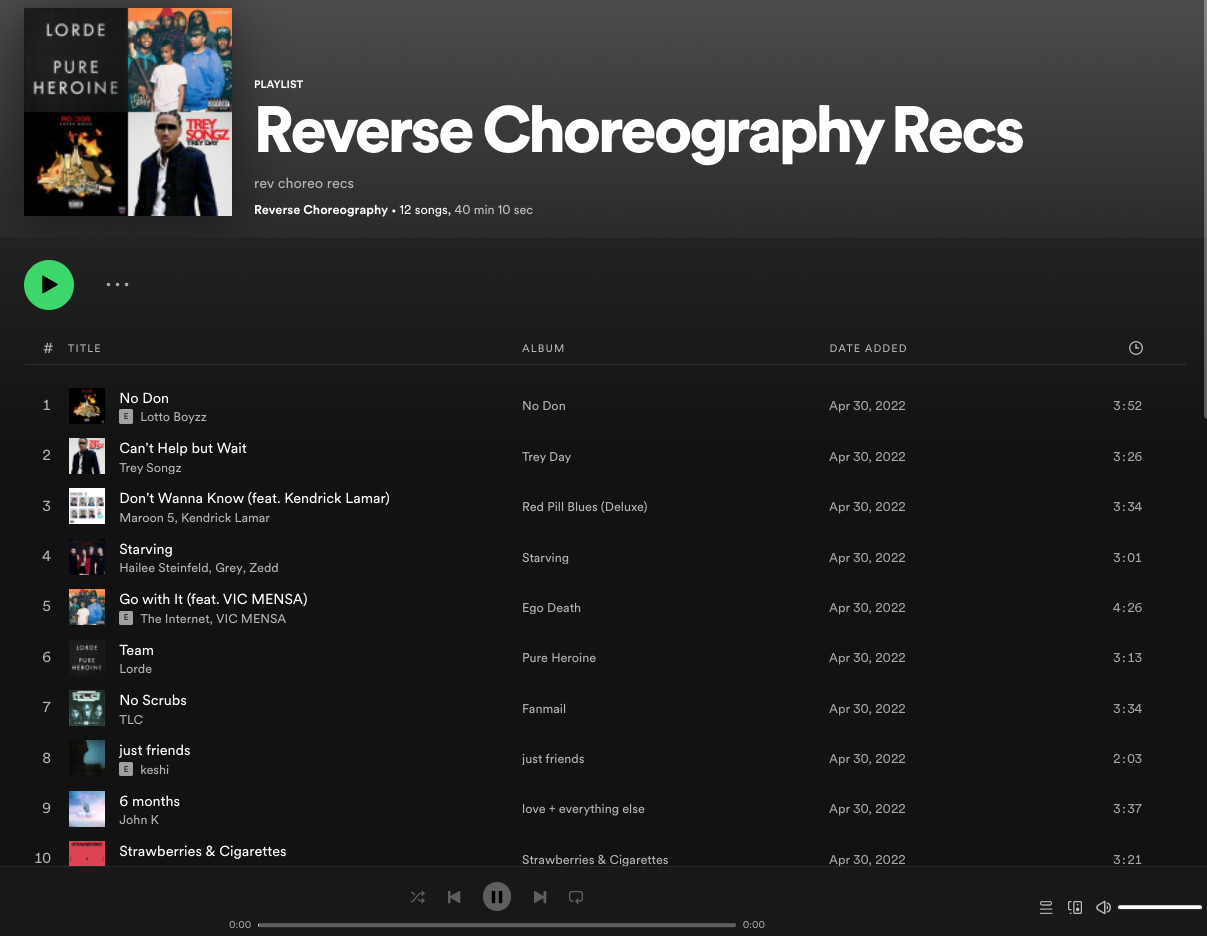 LORDE
PURE
HEROINE
NO DON
TREY
SONGZ
TREY DAY
PLAYLIST
Reverse Choreography Recs
rev choreo recs
Reverse Choreography • 12 songs, 40 min 10 sec
# TITLE ALBUM DATE ADDED
1 No Don No Don Apr 30, 2022 3:52
E Lotto Boyzz
2 Can't Help but Wait Trey Day Apr 30, 2022 3:26
Trey Songz
3 Don't Wanna Know (feat. Kendrick Lamar) Red Pill Blues (Deluxe) Apr 30, 2022 3:34
Maroon 5, Kendrick Lamar
4 Starving Starving Apr 30, 2022 3:01
Hailee Steinfeld, Grey, Zedd
5 Go with It (feat. VIC MENSA) Ego Death Apr 30, 2022 4:26
E The Internet, VIC MENSA
6 Team Pure Heroine Apr 30, 2022 3:13
LORDE
PURE
HEROINE
Lorde
7 No Scrubs Fanmail Apr 30, 2022 3:34
TLC
8 just friends just friends Apr 30, 2022 2:03
E keshi
9 6 months love + everything else Apr 30, 2022 3:37
John K
10 Strawberries & Cigarettes Strawberries & Cigarettes Apr 30, 2022 3:21
0:00 0:00